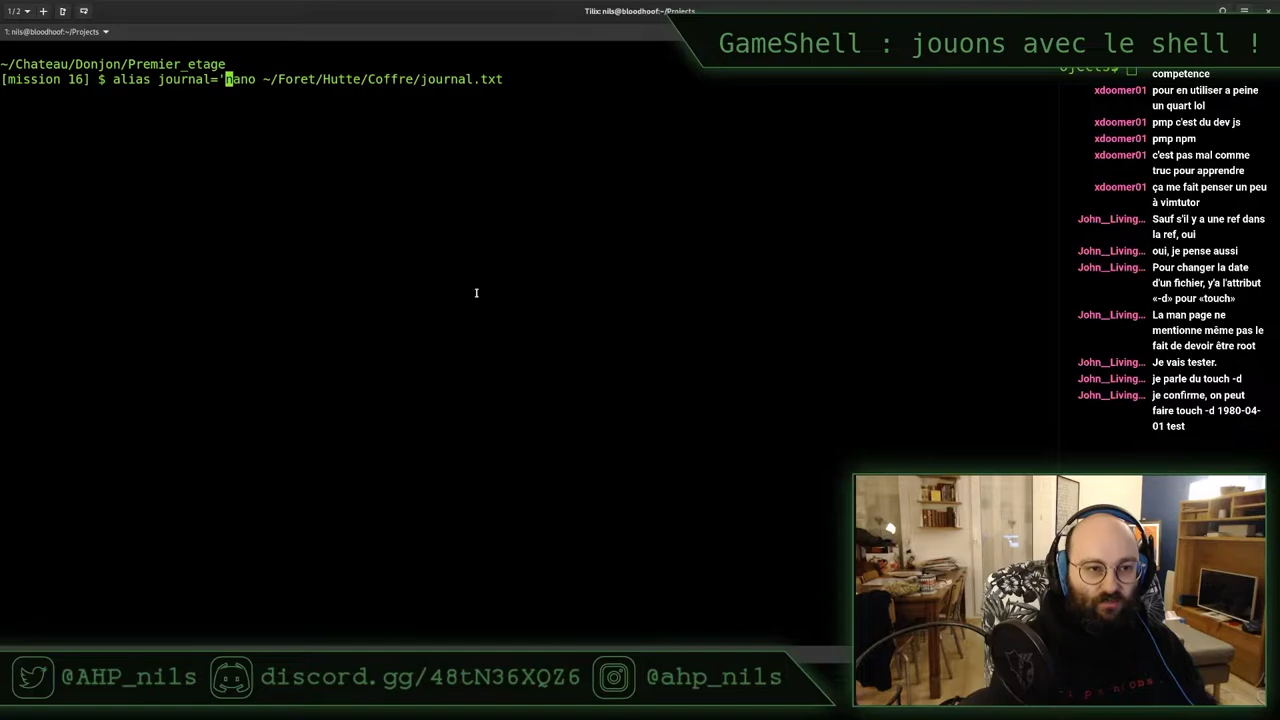 1/2
Tilix: nils@bloodhoof:~/Projects
1: nils@bloodhoof:~/Projects
GameShell : jouons avec le shell !
~/Chateau/Donjon/Premier_etage
[mission 16] $ alias journal='nano ~/Foret/Hutte/Coffre/journal.txt
ojects$
competence
xdoomer01 pour en utiliser a peine
un quart lol
xdoomer01 pmp c'est du dev js
xdoomer01 pmp npm
xdoomer01 c'est pas mal comme
truc pour apprendre
xdoomer01 ça me fait penser un peu
à vimtutor
John__Living... Sauf s'il y a une ref dans
la ref, oui
John__Living... oui, je pense aussi
John__Living... Pour changer la date
d'un fichier, y'a l'attribut
«-d» pour «touch»
John__Living... La man page ne
mentionne même pas le
fait de devoir être root
John__Living... Je vais tester.
John__Living... je parle du touch -d
John__Living... je confirme, on peut
faire touch -d 1980-04-
01 test
@AHP_nils discord.gg/48tN36XQZ6 @ahp_nils